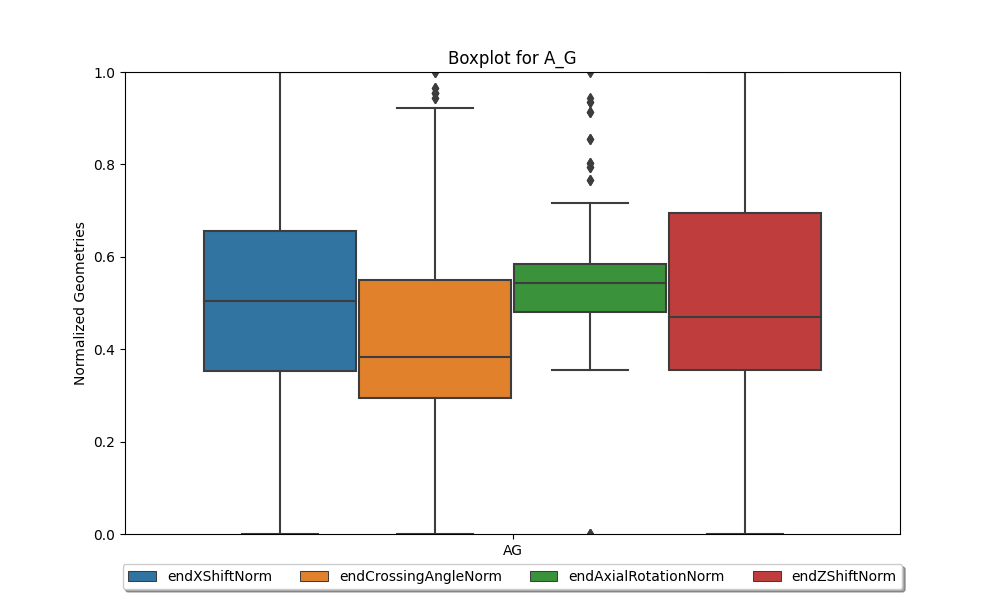 Boxplot for A_G
1.0
0.8
0.6
0.4
0.2
0.0
Normalized Geometries
AG
endXShiftNorm endCrossingAngleNorm endAxialRotationNorm endZShiftNorm